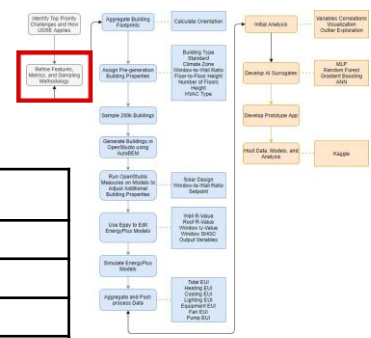 Identify Top Priority
Challenges and How
UDSE Applies
Refine Features,
Metrics, and Sampling
Methodology
Aggregate Building
Footprints
Calculate Orientation
Assign Pre-generation
Building Properties
Building Type
Standard
Climate Zone
Window-to-Wall Ratio
Floor-to-Floor Height
Number of Floors
Height
HVAC Type
Sample 200k Buildings
Generate Buildings in
OpenStudio using
AutoBEM
Run OpenStudio
Measures on Models to
Adjust Additional
Building Properties
Solar Design
Window-to-Wall Ratio
Setpoint
Use Eppy to Edit
EnergyPlus Models
Wall R-Value
Roof R-Value
Window U-Value
Window SHGC
Output Variables
Simulate EnergyPlus
Models
Aggregate and Post-
process Data
Total EUI
Heating EUI
Cooling EUI
Lighting EUI
Equipment EUI
Fan EUI
Pump EUI
Initial Analysis
Variables Correlations
Visualization
Outlier Exploration
Develop AI Surrogates
MLP
Random Forest
Gradient Boosting
ANN
Develop Prototype App
Host Data, Models, and
Analysis
Kaggle